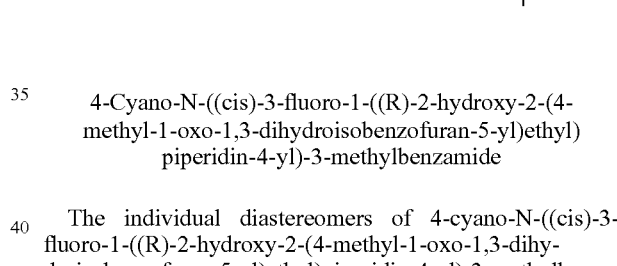 35
4-Cyano-N-((cis)-3-fluoro-1-((R)-2-hydroxy-2-(4-
methyl-1-oxo-1,3-dihydroisobenzofuran-5-yl)ethyl)
piperidin-4-yl)-3-methylbenzamide
The individual diastereomers of 4-cyano-N-((cis)-3-
40
fluoro-1-((R)-2-hydroxy-2-(4-methyl-1-oxo-1,3-dihy-